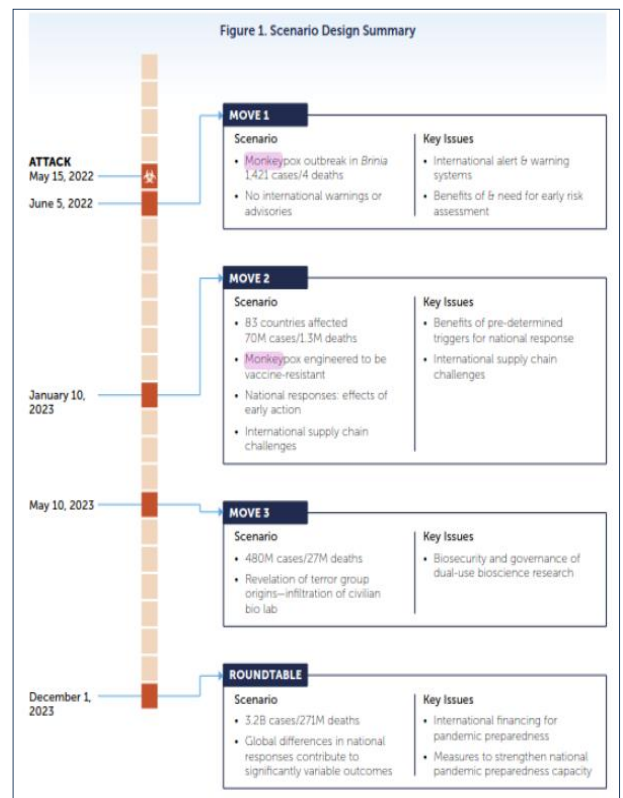 Figure 1. Scenario Design Summary
ATTACK
May 15, 2022
June 5, 2022
MOVE 1
Scenario
• Monkeypox outbreak in Brinia
1,421 cases/4 deaths
• No international warnings or
advisories
Key Issues
• International alert & warning
systems
• Benefits of & need for early risk
assessment
January 10,
2023
MOVE 2
Scenario
• 83 countries affected
70M cases/1.3M deaths
• Monkeypox engineered to be
vaccine-resistant
• National responses: effects of
early action
• International supply chain
challenges
Key Issues
• Benefits of pre-determined
triggers for national response
• International supply chain
challenges
May 10, 2023
MOVE 3
Scenario
• 480M cases/27M deaths
• Revelation of terror group
origins—infiltration of civilian
bio lab
Key Issues
• Biosecurity and governance of
dual-use bioscience research
December 1,
2023
ROUNDTABLE
Scenario
• 3.2B cases/271M deaths
• Global differences in national
responses contribute to
significantly variable outcomes
Key Issues
• International financing for
pandemic preparedness
• Measures to strengthen national
pandemic preparedness capacity